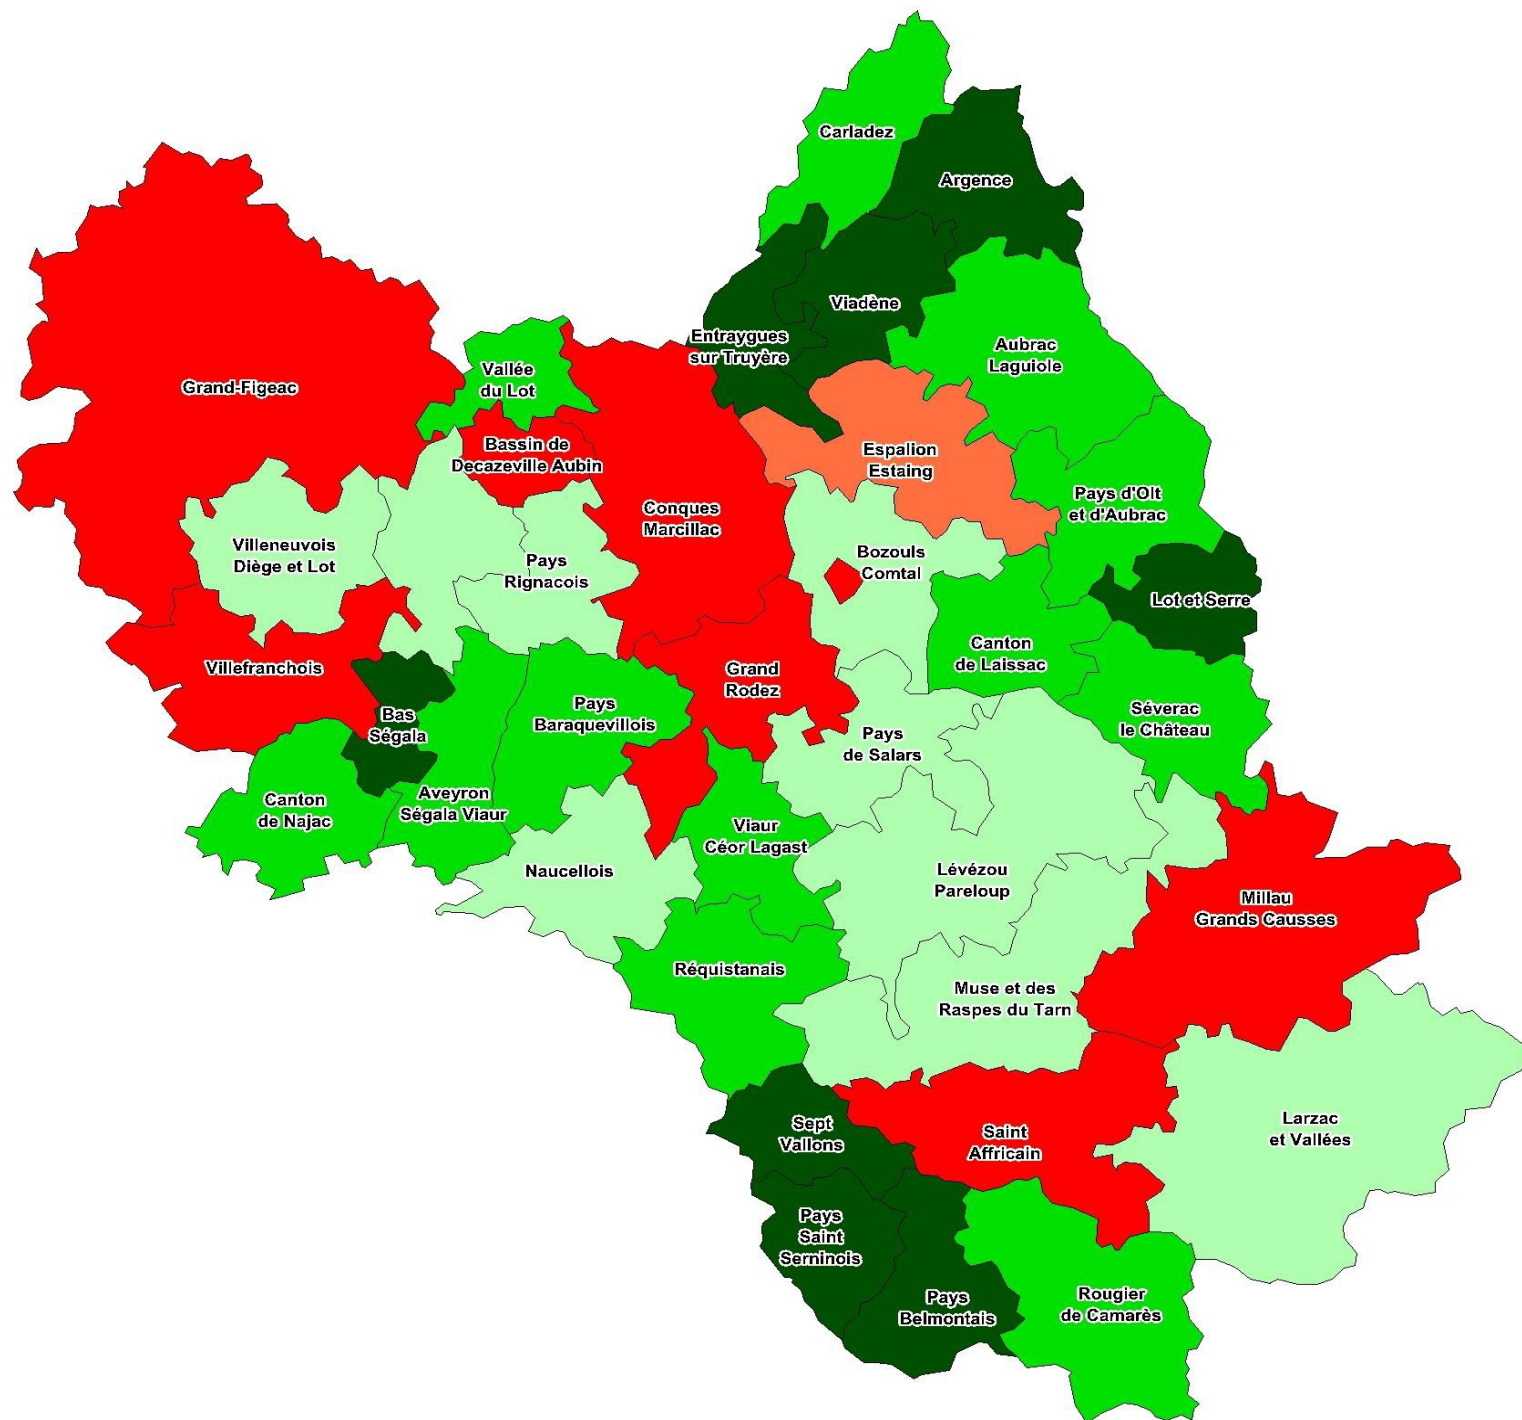 Carladez
Argence
Viadène
Entraygues
sur Truyère
Aubrac
Laguiole
Grand-Figeac
Vallée
du Lot
Bassin de
Decazeville Aubin
Espalion
Estaing
Pays d'Olt
et d'Aubrac
Conques
Marcillac
Villeneuvois
Diège et Lot
Pays
Rignacois
Bozouls
Comtal
Lot et Serre
Canton
de Laissac
Villefranchois
Grand
Rodez
Bas
Ségala
Pays
Baraquevillois
Séverac
le Château
Pays
de Salars
Canton
de Najac
Aveyron
Ségala Viaur
Viaur
Céor Lagast
Naucellois
Lévézou
Pareloup
Millau
Grands Causses
Réquistanais
Muse et des
Raspes du Tarn
Larzac
et Vallées
Sept
Vallons
Saint
Affricain
Pays
Saint
Serninois
Pays
Belmontais
Rougier
de Camarès